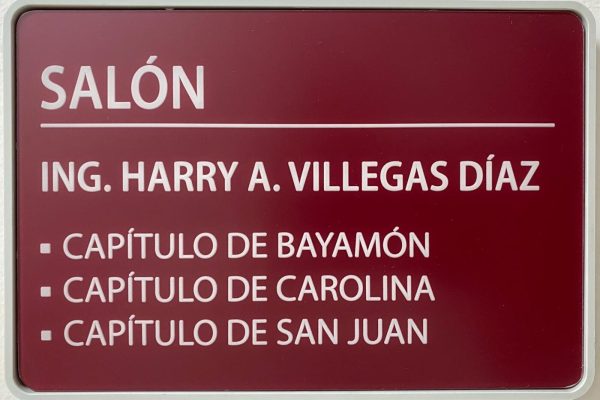 SALÓN
ING. HARRY A. VILLEGAS DÍAZ
▪ CAPÍTULO DE BAYAMÓN
▪ CAPÍTULO DE CAROLINA
▪ CAPÍTULO DE SAN JUAN